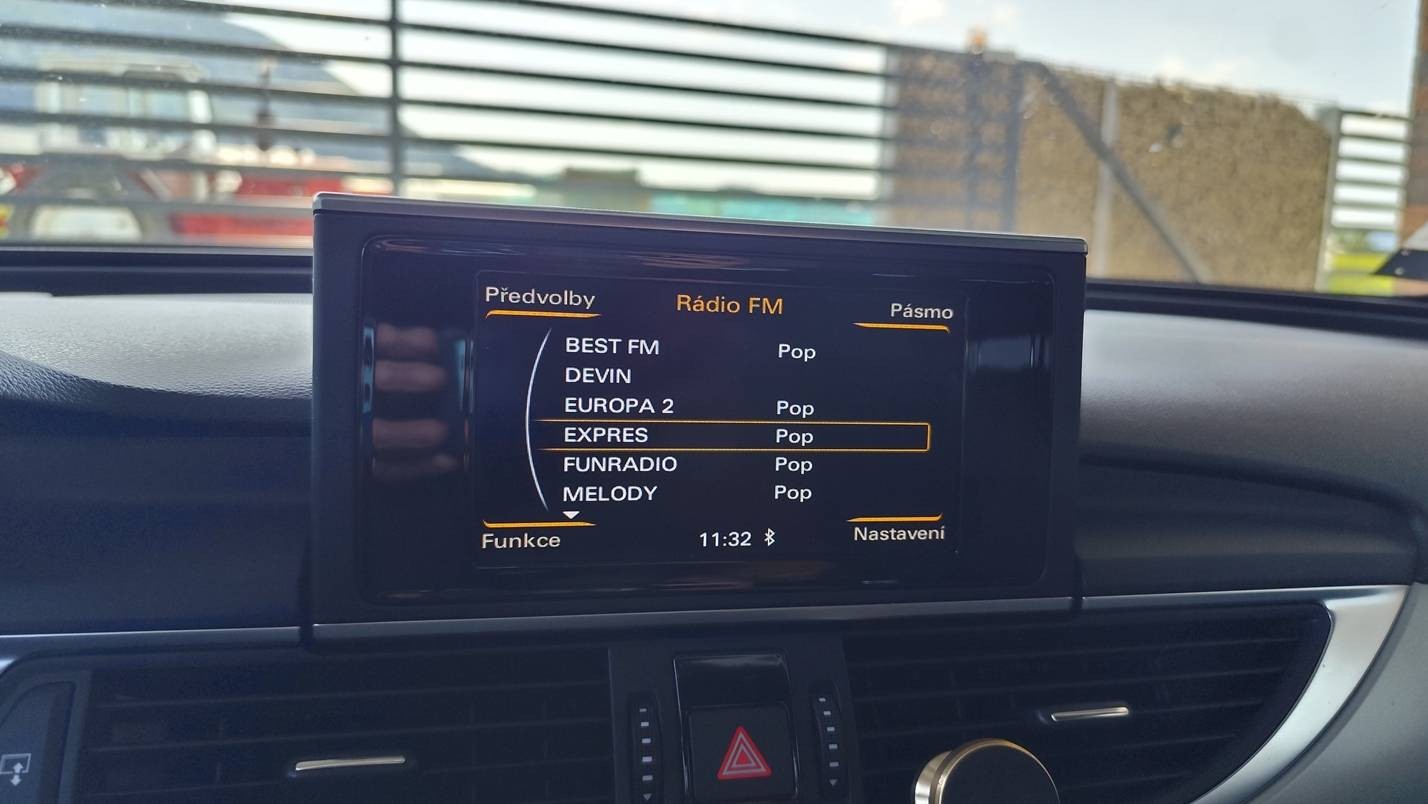 Předvolby Rádio FM Pásmo
BEST FM Pop
DEVIN
EUROPA 2 Pop
EXPRES Pop
FUNRADIO Pop
MELODY Pop
Funkce 11:32 Nastavení